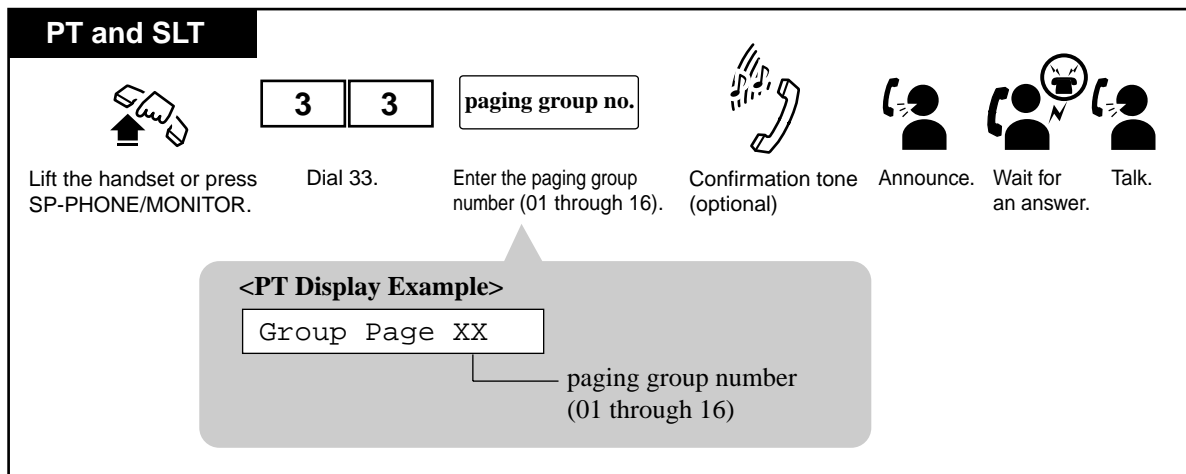 PT and SLT
3 3 paging group no.
Lift the handset or press
SP-PHONE/MONITOR.
Dial 33.
Enter the paging group
number (01 through 16).
Confirmation tone
(optional)
Announce.
Wait for
an answer.
Talk.
<PT Display Example>
Group Page XX
paging group number
(01 through 16)